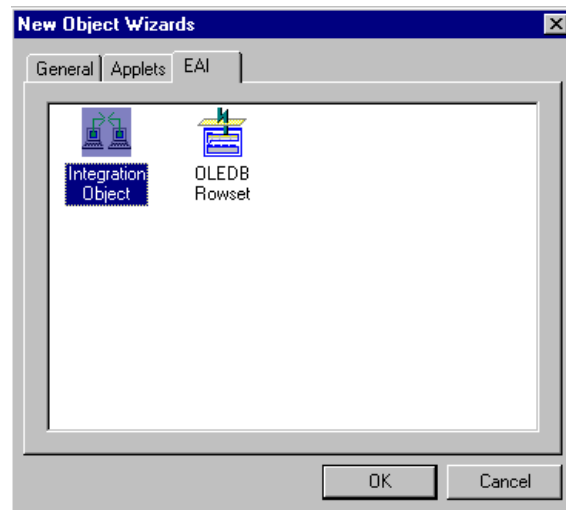 New Object Wizards
General Applets EAI
Integration Object
OLEDB Rowset
OK Cancel